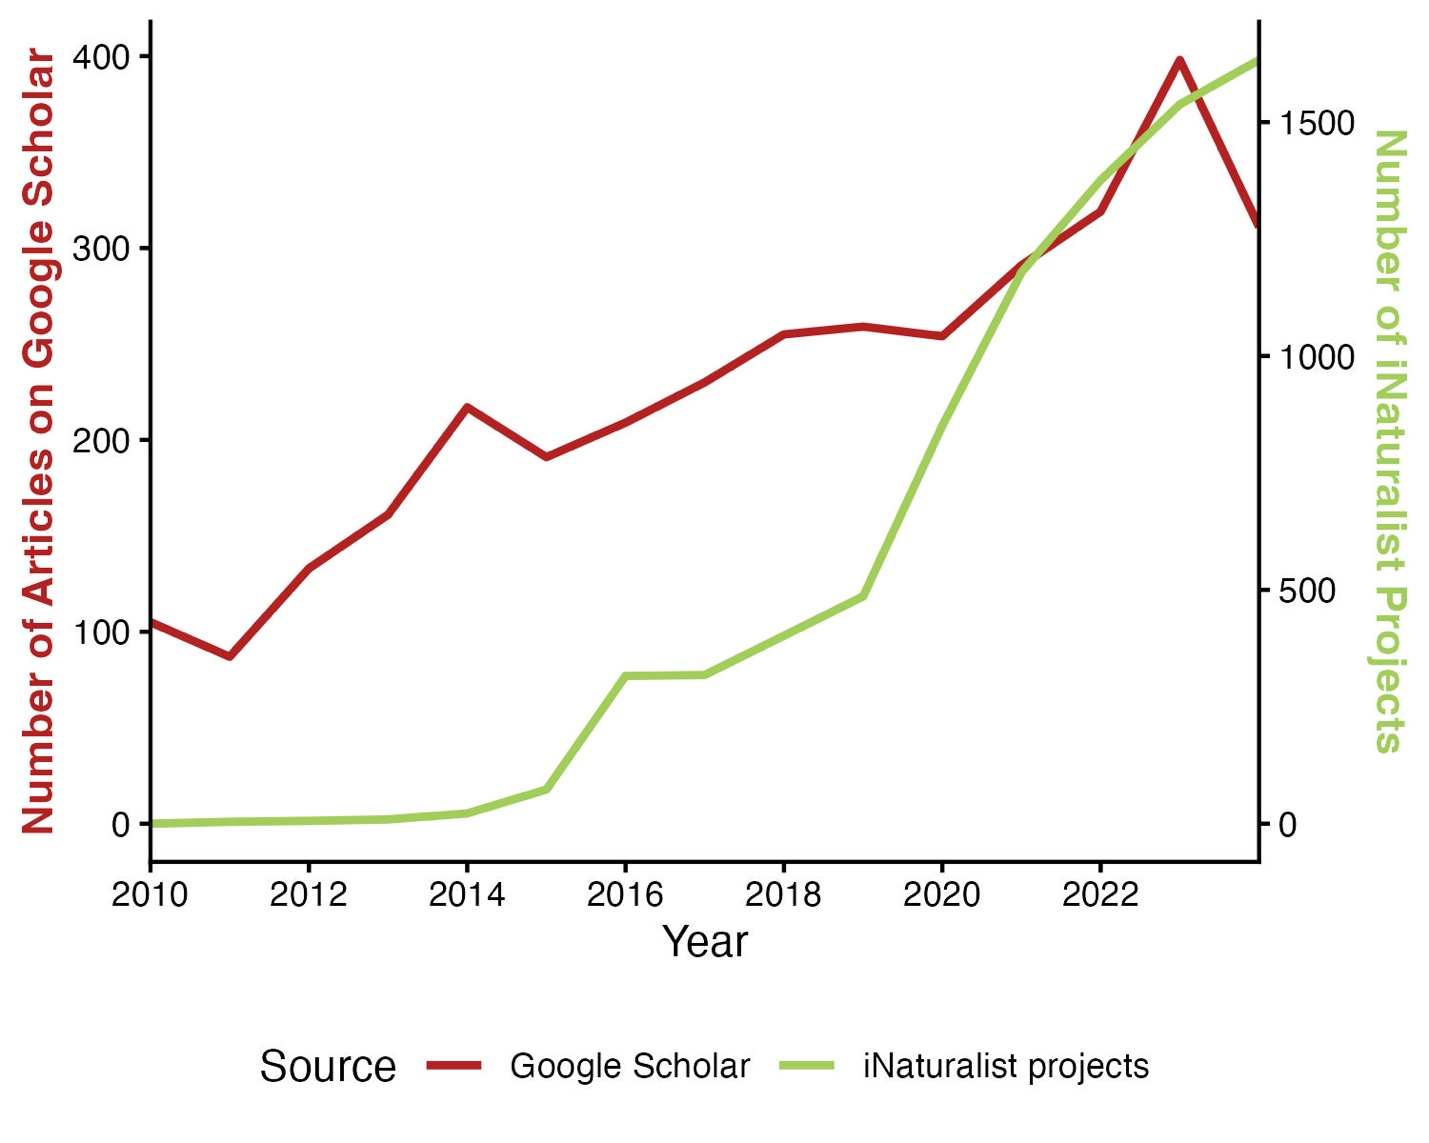 Number of Articles on Google Scholar
400
300
200
100
0
1500
1000
500
0
Number of iNaturalist Projects
2010 2012 2014 2016 2018 2020 2022
Year
Source Google Scholar iNaturalist projects